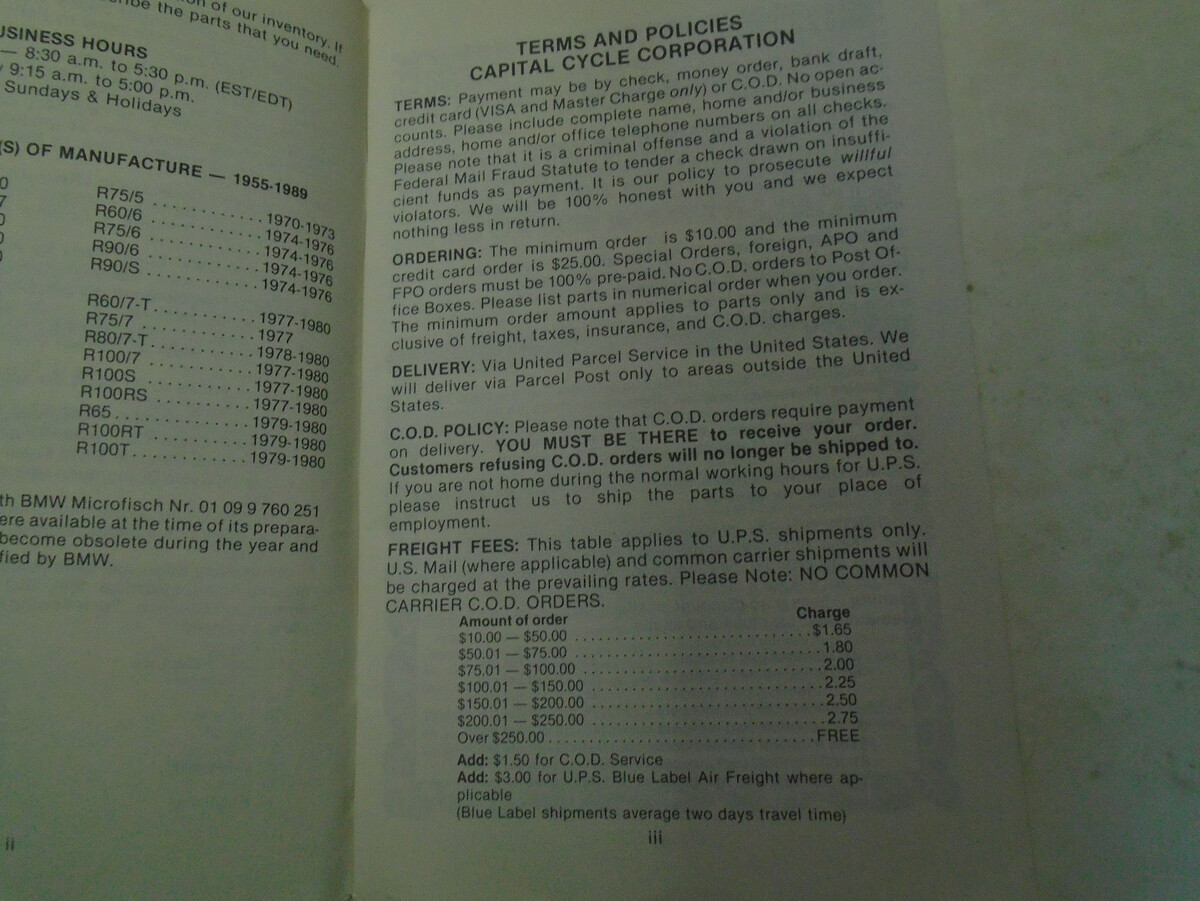 on of our inventory. If
cribe the parts that you need.
USINESS HOURS
— 8:30 a.m. to 5:30 p.m. (EST/EDT)
9:15 a.m. to 5:00 p.m.
Sundays & Holidays
(S) OF MANUFACTURE — 1955-1989
R75/5 . . . . . . . . . . . . 1970-1973
R60/6 . . . . . . . . . . . . 1974-1976
R75/6 . . . . . . . . . . . . 1974-1976
R90/6 . . . . . . . . . . . . 1974-1976
R90/S . . . . . . . . . . . . 1974-1976
R60/7-T. . . . . . . . . . . 1977-1980
R75/7 . . . . . . . . . . . . 1977
R80/7-T. . . . . . . . . . . 1978-1980
R100/7 . . . . . . . . . . . 1977-1980
R100S . . . . . . . . . . . 1977-1980
R100RS . . . . . . . . . . 1977-1980
R65. . . . . . . . . . . . . . 1979-1980
R100RT . . . . . . . . . . 1979-1980
R100T. . . . . . . . . . . . 1979-1980
th BMW Microfisch Nr. 01 09 9 760 251
ere available at the time of its prepara-
become obsolete during the year and
fied by BMW.
ii
TERMS AND POLICIES
CAPITAL CYCLE CORPORATION
TERMS: Payment may be by check, money order, bank draft,
credit card (VISA and Master Charge only) or C.O.D. No open ac-
counts. Please include complete name, home and/or business
address, home and/or office telephone numbers on all checks.
Please note that it is a criminal offense and a violation of the
Federal Mail Fraud Statute to tender a check drawn on insuffi-
cient funds as payment. It is our policy to prosecute willful
violators. We will be 100% honest with you and we expect
nothing less in return.
ORDERING: The minimum order is $10.00 and the minimum
credit card order is $25.00. Special Orders, foreign, APO and
FPO orders must be 100% pre-paid. No C.O.D. orders to Post Of-
fice Boxes. Please list parts in numerical order when you order.
The minimum order amount applies to parts only and is ex-
clusive of freight, taxes, insurance, and C.O.D. charges.
DELIVERY: Via United Parcel Service in the United States. We
will deliver via Parcel Post only to areas outside the United
States.
C.O.D. POLICY: Please note that C.O.D. orders require payment
on delivery. YOU MUST BE THERE to receive your order.
Customers refusing C.O.D. orders will no longer be shipped to.
If you are not home during the normal working hours for U.P.S.
please instruct us to ship the parts to your place of
employment.
FREIGHT FEES: This table applies to U.P.S. shipments only.
U.S. Mail (where applicable) and common carrier shipments will
be charged at the prevailing rates. Please Note: NO COMMON
CARRIER C.O.D. ORDERS.
Amount of order Charge
$10.00 — $50.00 . . . . . . . . . . . . . . . . . . . . . . . . . . $1.65
$50.01 — $75.00 . . . . . . . . . . . . . . . . . . . . . . . . . . 1.80
$75.01 — $100.00 . . . . . . . . . . . . . . . . . . . . . . . . . 2.00
$100.01 — $150.00 . . . . . . . . . . . . . . . . . . . . . . . . 2.25
$150.01 — $200.00 . . . . . . . . . . . . . . . . . . . . . . . . 2.50
$200.01 — $250.00 . . . . . . . . . . . . . . . . . . . . . . . . 2.75
Over $250.00 . . . . . . . . . . . . . . . . . . . . . . . . . . . . FREE
Add: $1.50 for C.O.D. Service
Add: $3.00 for U.P.S. Blue Label Air Freight where ap-
plicable
(Blue Label shipments average two days travel time)
iii